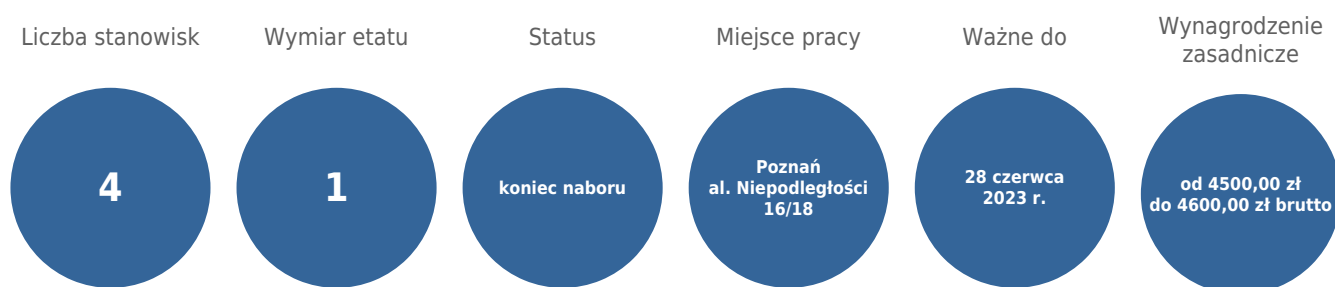 Liczba stanowisk
Wymiar etatu
Status
Miejsce pracy
Ważne do
Wynagrodzenie
zasadnicze
4
1
koniec naboru
Poznań
al. Niepodległości
16/18
28 czerwca
2023 r.
od 4500,00 zł
do 4600,00 zł brutto